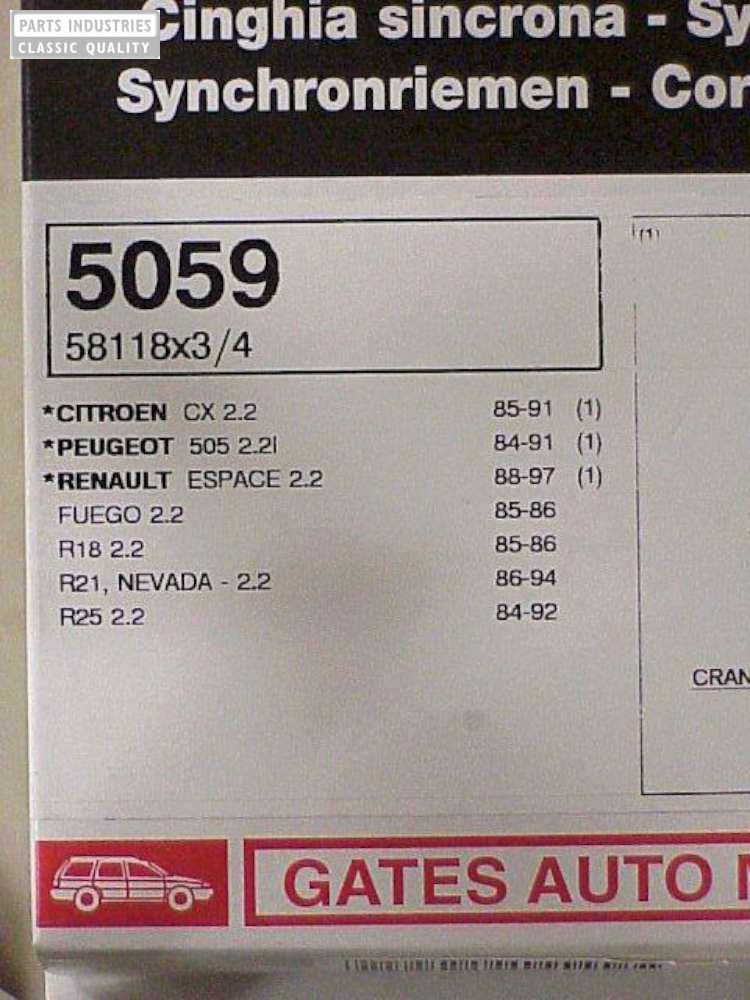 PARTS INDUSTRIES
CLASSIC QUALITY
Cinghia sincrona - Sy
Synchronriemen - Cor
5059
58118x3/4
*CITROEN CX 2.2 85-91 (1)
*PEUGEOT 505 2.2I 84-91 (1)
*RENAULT ESPACE 2.2 88-97 (1)
FUEGO 2.2 85-86
R18 2.2 85-86
R21, NEVADA - 2.2 86-94
R25 2.2 84-92
(1)
CRAN
GATES AUTO